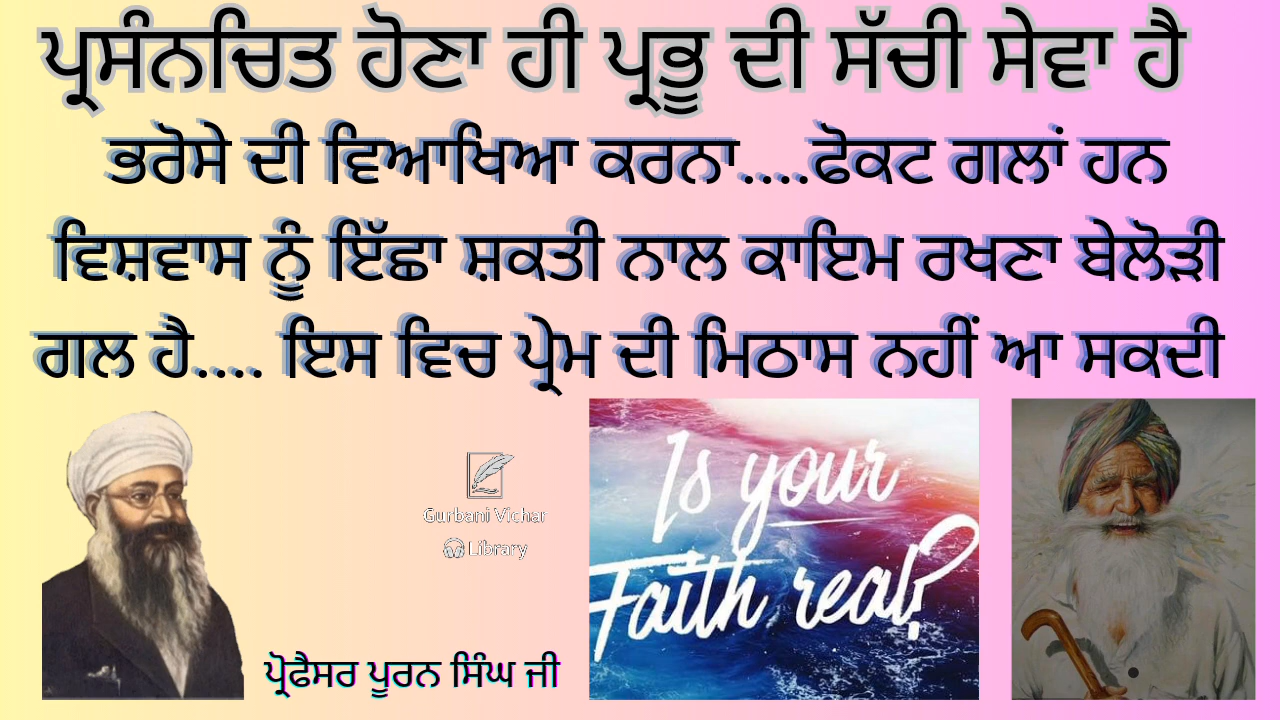 ਪ੍ਰਸੰਨਚਿਤ ਹੋਣਾ ਹੀ ਪ੍ਰਭੂ ਦੀ ਸੱਚੀ ਸੇਵਾ ਹੈ
ਭਰੋਸੇ ਦੀ ਵਿਆਖਿਆ ਕਰਨਾ....ਫੋਕਟ ਗਲਾਂ ਹਨ
ਵਿਸ਼ਵਾਸ ਨੂੰ ਇੱਛਾ ਸ਼ਕਤੀ ਨਾਲ ਕਾਇਮ ਰਖਣਾ ਬੇਲੋੜੀ
ਗਲ ਹੈ.... ਇਸ ਵਿਚ ਪ੍ਰੇਮ ਦੀ ਮਿਠਾਸ ਨਹੀਂ ਆ ਸਕਦੀ
Gurbani Vichar
Library
Is your
Faith real?
ਪ੍ਰੋਫੈਸਰ ਪੂਰਨ ਸਿੰਘ ਜੀ